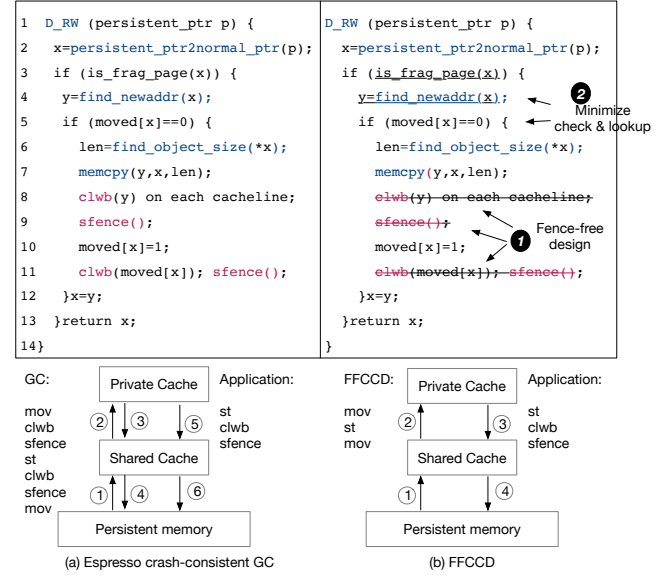 1 D_RW (persistent_ptr p) {
2 x=persistent_ptr2normal_ptr(p);
3 if (is_frag_page(x)) {
4 y=find_newaddr(x);
5 if (moved[x]==0) {
6 len=find_object_size(*x);
7 memcpy(y,x,len);
8 clwb(y) on each cacheline;
9 sfence();
10 moved[x]=1;
11 clwb(moved[x]); sfence();
12 }x=y;
13 }return x;
14}
D_RW (persistent_ptr p) {
x=persistent_ptr2normal_ptr(p);
if (is_frag_page(x)) {
y=find_newaddr(x);
if (moved[x]==0) {
len=find_object_size(*x);
memcpy(y,x,len);
clwb(y) on each cacheline;
sfence();
moved[x]=1;
clwb(moved[x]); sfence();
}x=y;
}return x;
}
2
Minimize
check & lookup
1
Fence-free
design
GC:
mov
clwb
sfence
st
clwb
sfence
mov
Private Cache
Application:
st
clwb
sfence
2 3 5
Shared Cache
1 4 6
Persistent memory
(a) Espresso crash-consistent GC
FFCCD:
mov
st
mov
Private Cache
Application:
st
clwb
sfence
2 3
Shared Cache
1 4
Persistent memory
(b) FFCCD